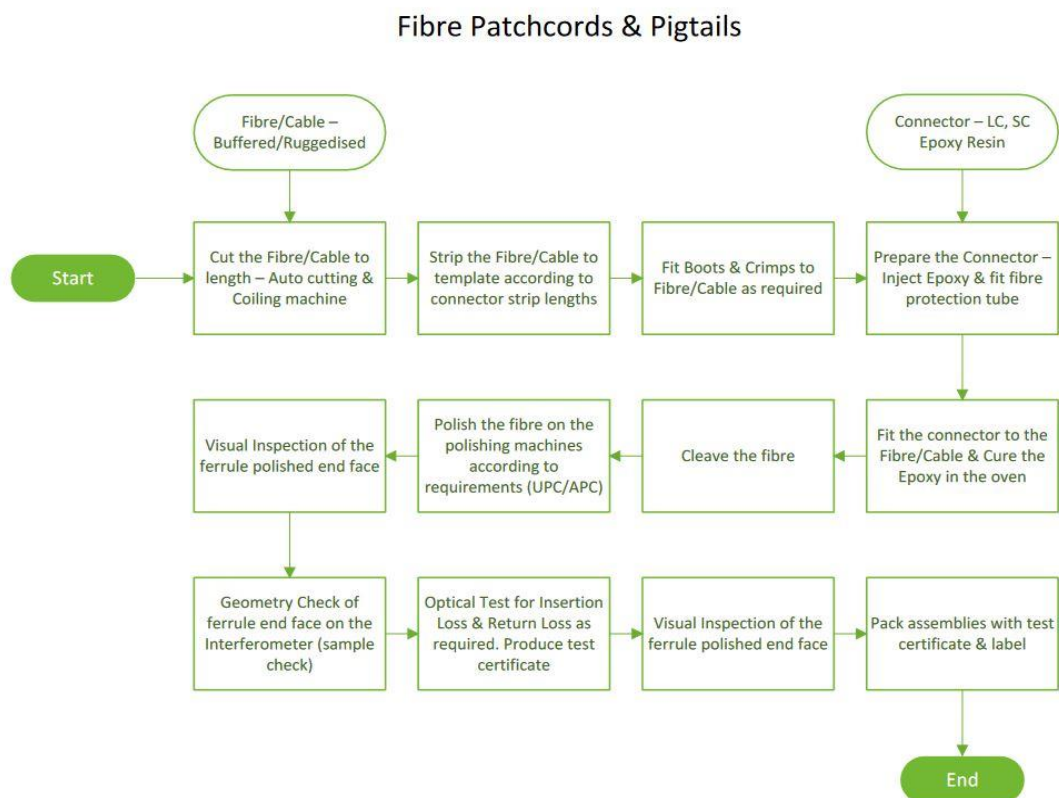 Fibre Patchcords & Pigtails
Fibre/Cable –
Buffered/Ruggedised
Connector – LC, SC
Epoxy Resin
Start
Cut the Fibre/Cable to
length – Auto cutting &
Coiling machine
Strip the Fibre/Cable to
template according to
connector strip lengths
Fit Boots & Crimps to
Fibre/Cable as required
Prepare the Connector –
Inject Epoxy & fit fibre
protection tube
Fit the connector to the
Fibre/Cable & Cure the
Epoxy in the oven
Cleave the fibre
Polish the fibre on the
polishing machines
according to
requirements (UPC/APC)
Visual Inspection of the
ferrule polished end face
Geometry Check of
ferrule end face on the
Interferometer (sample
check)
Optical Test for Insertion
Loss & Return Loss as
required. Produce test
certificate
Visual Inspection of the
ferrule polished end face
Pack assemblies with test
certificate & label
End